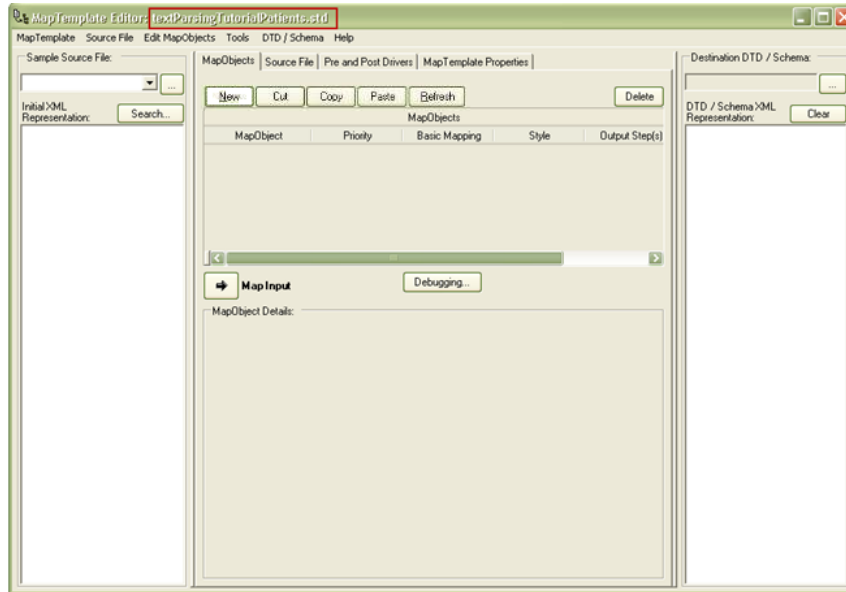 MapTemplate Editor: textParsingTutorialPatients.std
MapTemplate Source File Edit MapObjects Tools DTD / Schema Help
Sample Source File:
...
Initial XML Representation:
Search...
MapObjects Source File Pre and Post Drivers MapTemplate Properties
New Cut Copy Paste Refresh Delete
MapObjects
MapObject Priority Basic Mapping Style Output Step(s)
Map Input
Debugging...
MapObject Details:
Destination DTD / Schema:
...
DTD / Schema XML Representation:
Clear